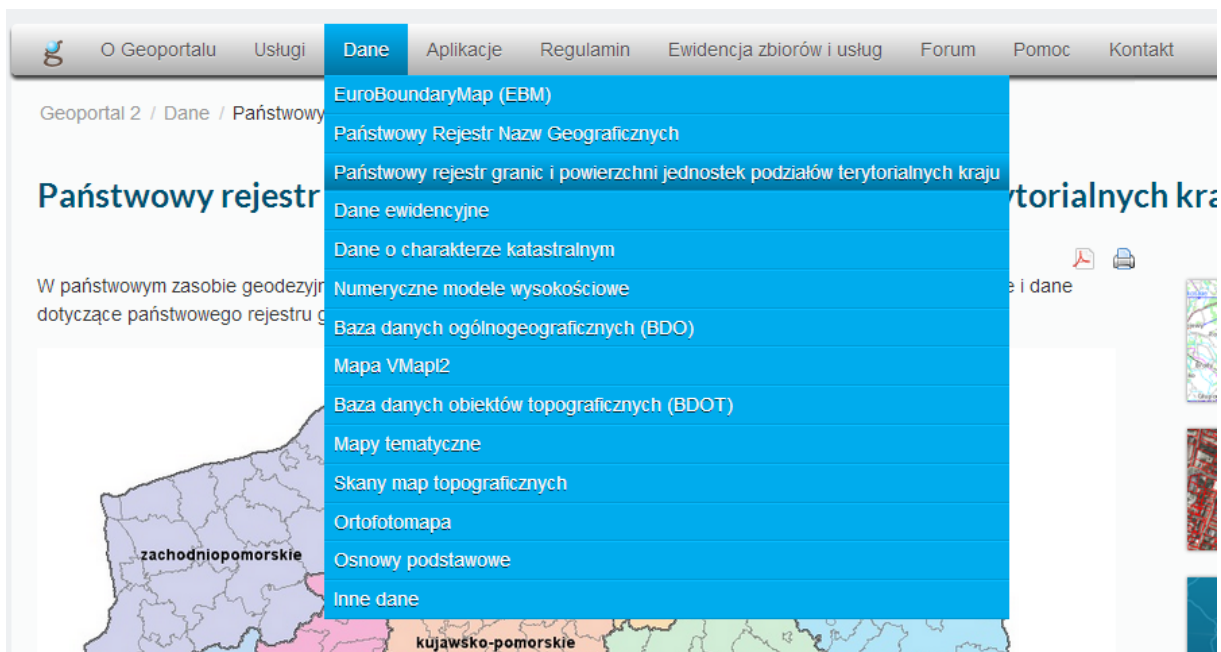 O Geoportalu Usługi Dane Aplikacje Regulamin Ewidencja zbiorów i usług Forum Pomoc Kontakt
EuroBoundaryMap (EBM)
Geoportal 2 / Dane / Państwowy
Państwowy Rejestr Nazw Geograficznych
Państwowy rejestr granic i powierzchni jednostek podziałów terytorialnych kraju
Państwowy rejestr ytorialnych kra
Dane ewidencyjne
Dane o charakterze katastralnym
W państwowym zasobie geodezyjn e i dane
Numeryczne modele wysokościowe
dotyczące państwowego rejestru g
Baza danych ogólnogeograficznych (BDO)
Mapa VMapl2
Baza danych obiektów topograficznych (BDOT)
Mapy tematyczne
Skany map topograficznych
Ortofotomapa
zachodniopomorskie
Osnowy podstawowe
Inne dane
kujawsko-pomorskie